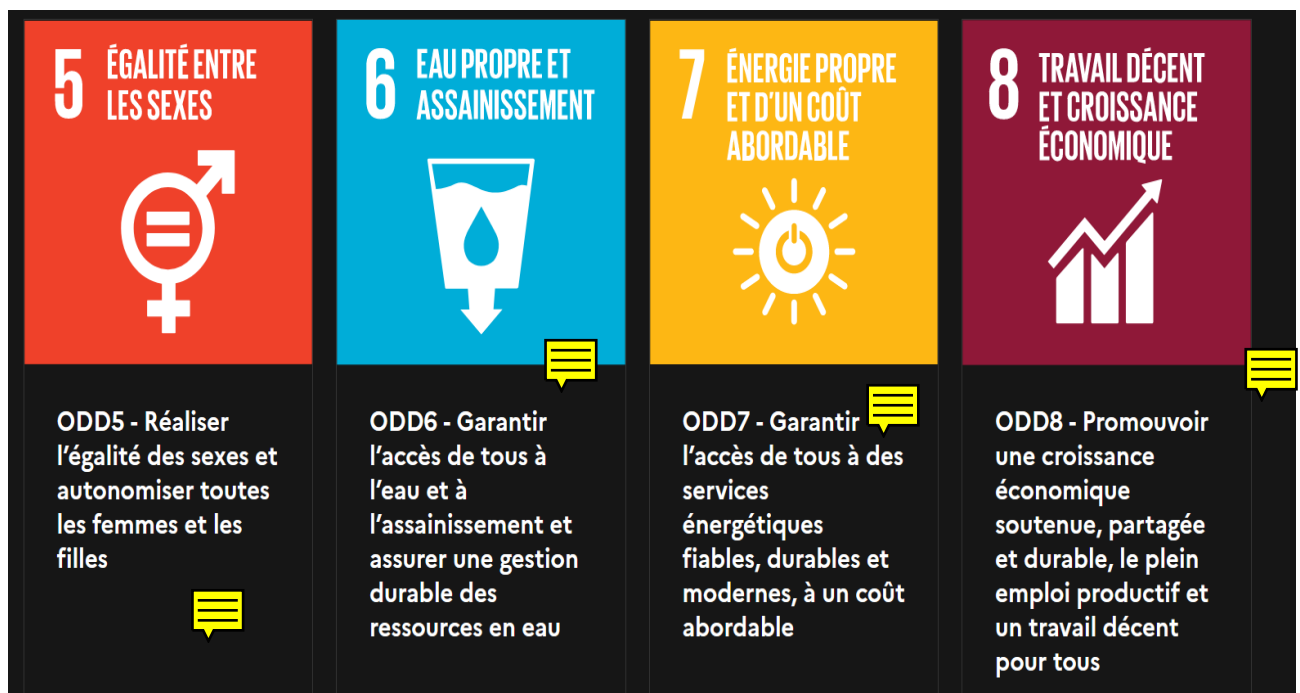 5 ÉGALITÉ ENTRE
LES SEXES
ODD5 - Réaliser
l'égalité des sexes et
autonomiser toutes
les femmes et les
filles
6 EAU PROPRE ET
ASSAINISSEMENT
ODD6 - Garantir
l'accès de tous à
l'eau et à
l'assainissement et
assurer une gestion
durable des
ressources en eau
7 ÉNERGIE PROPRE
ET D'UN COÛT
ABORDABLE
ODD7 - Garantir
l'accès de tous à des
services
énergétiques
fiables, durables et
modernes, à un coût
abordable
8 TRAVAIL DÉCENT
ET CROISSANCE
ÉCONOMIQUE
ODD8 - Promouvoir
une croissance
économique
soutenue, partagée
et durable, le plein
emploi productif et
un travail décent
pour tous